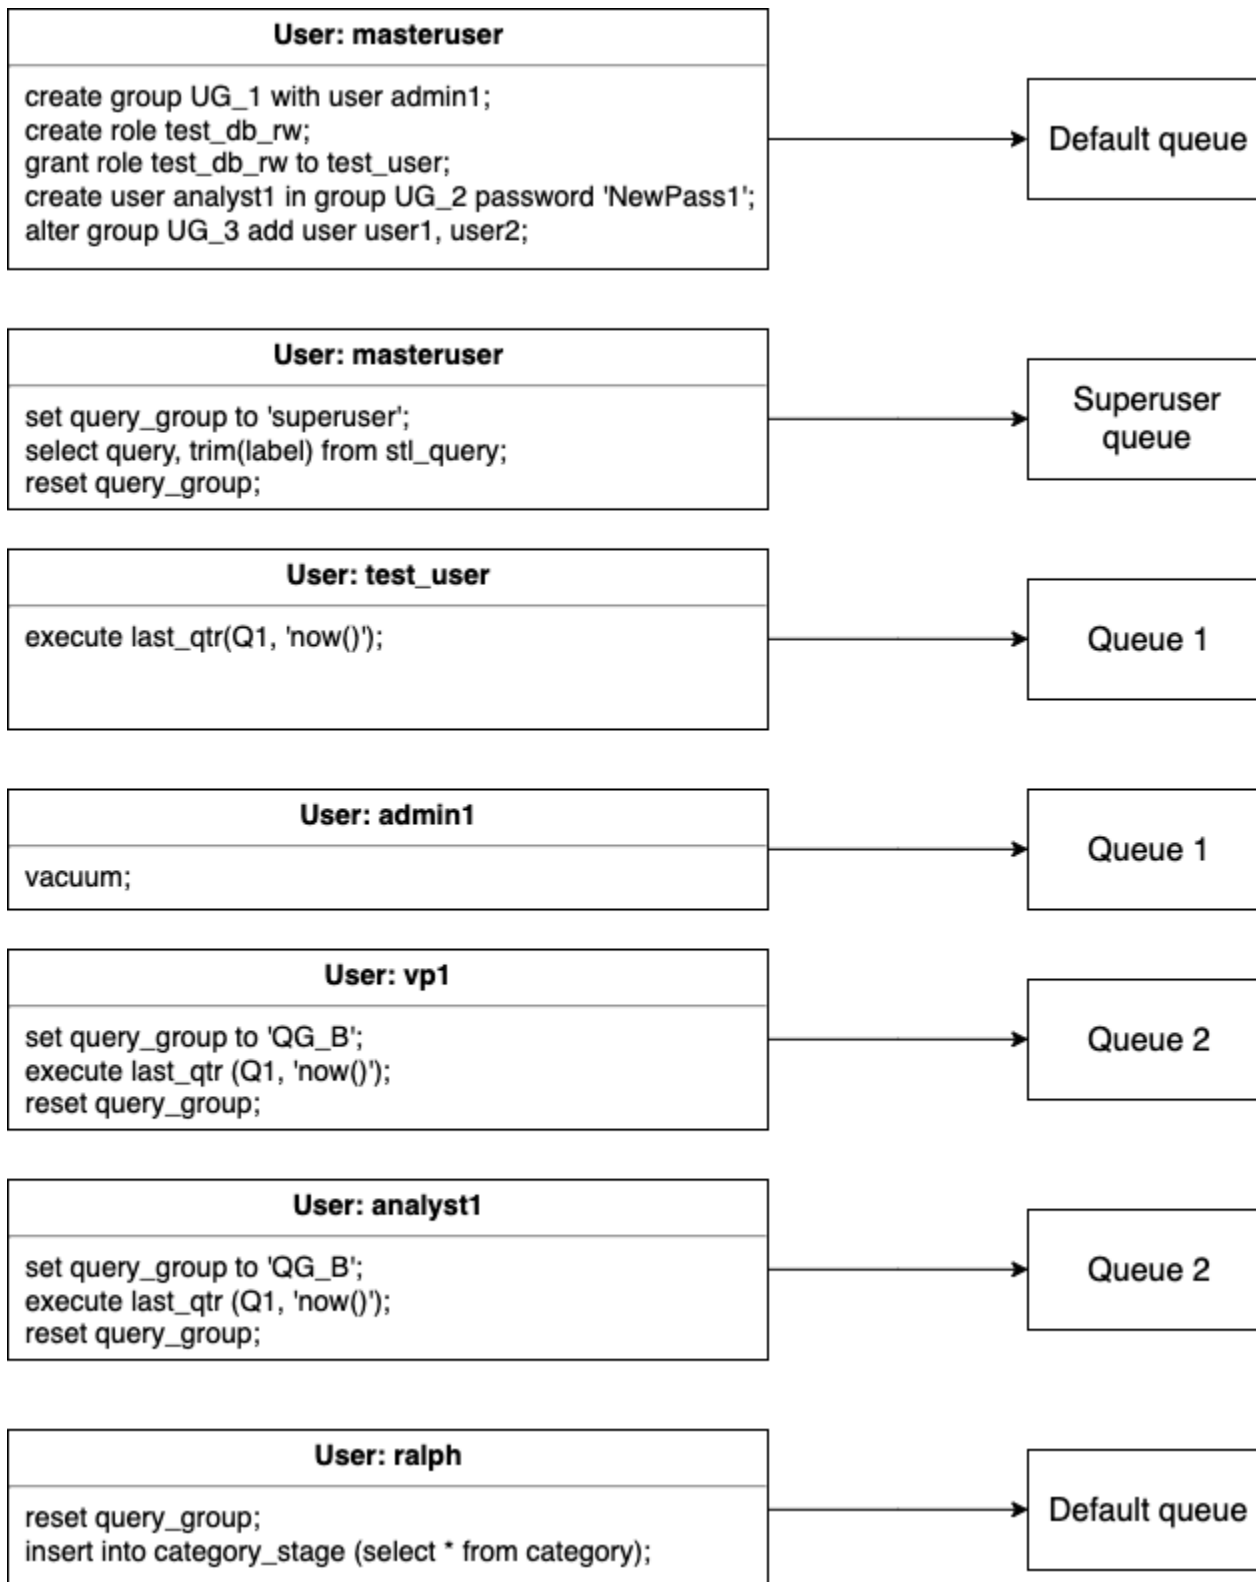 User: masteruser
create group UG_1 with user admin1;
create role test_db_rw;
grant role test_db_rw to test_user;
create user analyst1 in group UG_2 password 'NewPass1';
alter group UG_3 add user user1, user2;
Default queue
User: masteruser
set query_group to 'superuser';
select query, trim(label) from stl_query;
reset query_group;
Superuser
queue
User: test_user
execute last_qtr(Q1, 'now()');
Queue 1
User: admin1
vacuum;
Queue 1
User: vp1
set query_group to 'QG_B';
execute last_qtr (Q1, 'now()');
reset query_group;
Queue 2
User: analyst1
set query_group to 'QG_B';
execute last_qtr (Q1, 'now()');
reset query_group;
Queue 2
User: ralph
reset query_group;
insert into category_stage (select * from category);
Default queue